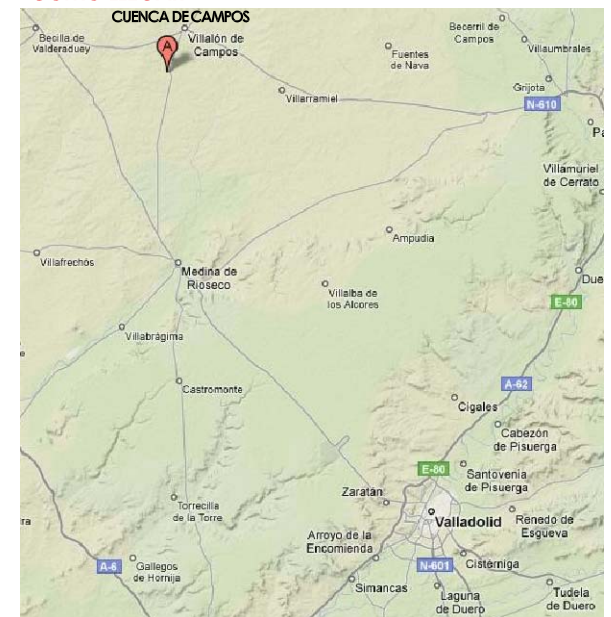 CUENCA DE CAMPOS
Becilla de
Valderaduey
A
Villalón de
Campos
Becerril de
Campos
Villaumbrales
Fuentes
de Nava
Grijota
Villarramiel
N-610
Villamuriel
de Cerrato
Ampudia
Villafrechós
Medina de
Rioseco
Villalba de
los Alcores
E-80
Villabrágima
Castromonte
A-62
Cigales
Cabezón
de Pisuerga
E-80
Santovenia
de Pisuerga
Zaratán
Torrecilla
de la Torre
Valladolid
Renedo de
Esgueva
Arroyo de la
Encomienda
A-6
Gallegos
de Hornija
N-601
Cistérniga
Simancas
Laguna
de Duero
Tudela
de Duero